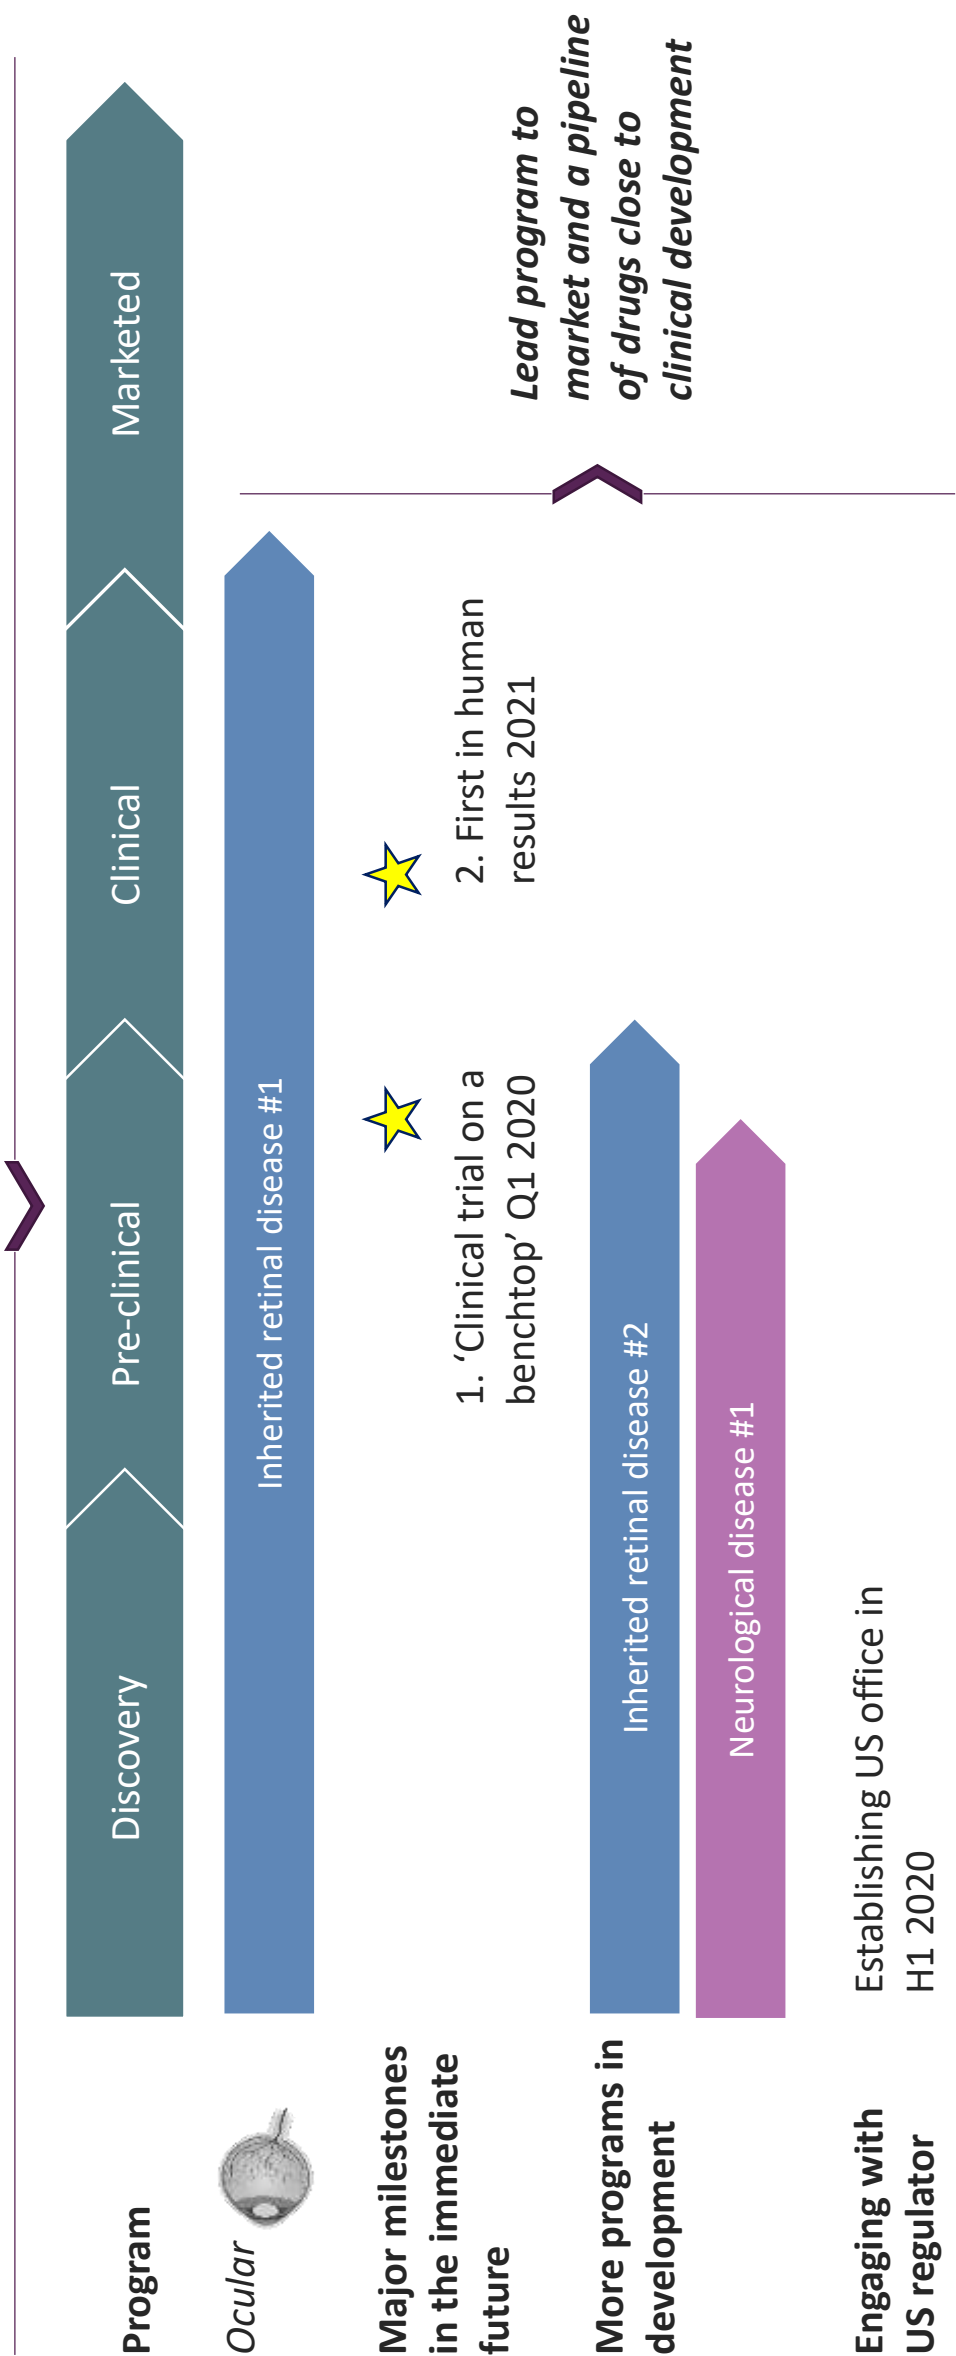 Program
Discovery
Pre-clinical
Clinical
Marketed
Ocular
Inherited retinal disease #1
Major milestones
in the immediate
future
1. ‘Clinical trial on a
benchtop’ Q1 2020
2. First in human
results 2021
Lead program to
market and a pipeline
of drugs close to
clinical development
More programs in
development
Inherited retinal disease #2
Neurological disease #1
Engaging with
US regulator
Establishing US office in
H1 2020